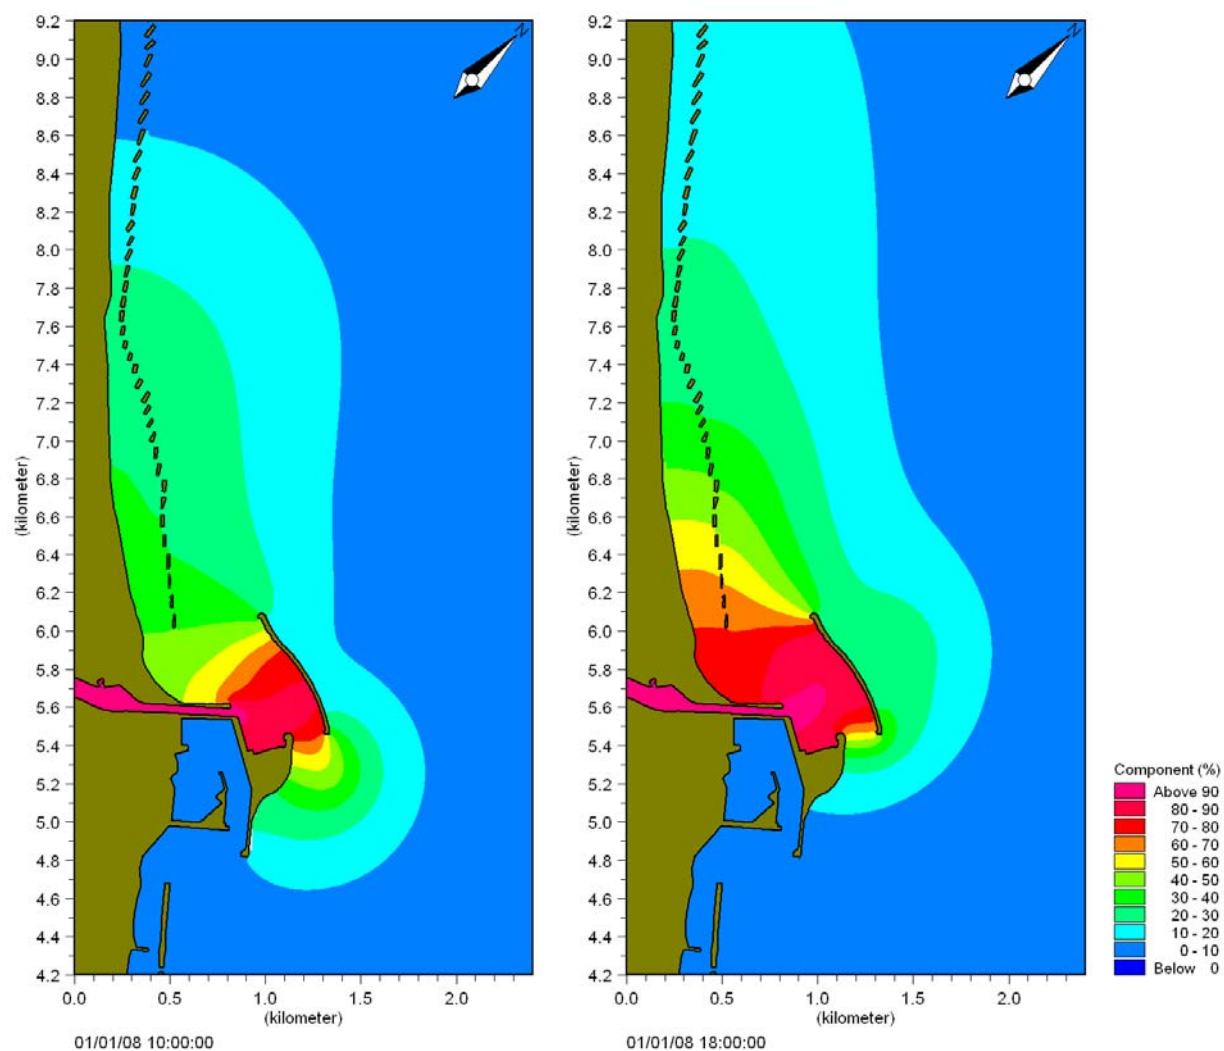 9.2
9.0
8.8
8.6
8.4
8.2
8.0
7.8
7.6
7.4
7.2
7.0
6.8
6.6
6.4
6.2
6.0
5.8
5.6
5.4
5.2
5.0
4.8
4.6
4.4
4.2
(kilometer)
N
0.0 0.5 1.0 1.5 2.0
(kilometer)
01/01/08 10:00:00
9.2
9.0
8.8
8.6
8.4
8.2
8.0
7.8
7.6
7.4
7.2
7.0
6.8
6.6
6.4
6.2
6.0
5.8
5.6
5.4
5.2
5.0
4.8
4.6
4.4
4.2
(kilometer)
N
0.0 0.5 1.0 1.5 2.0
(kilometer)
01/01/08 18:00:00
Component (%)
Above 90
80 - 90
70 - 80
60 - 70
50 - 60
40 - 50
30 - 40
20 - 30
10 - 20
0 - 10
Below 0